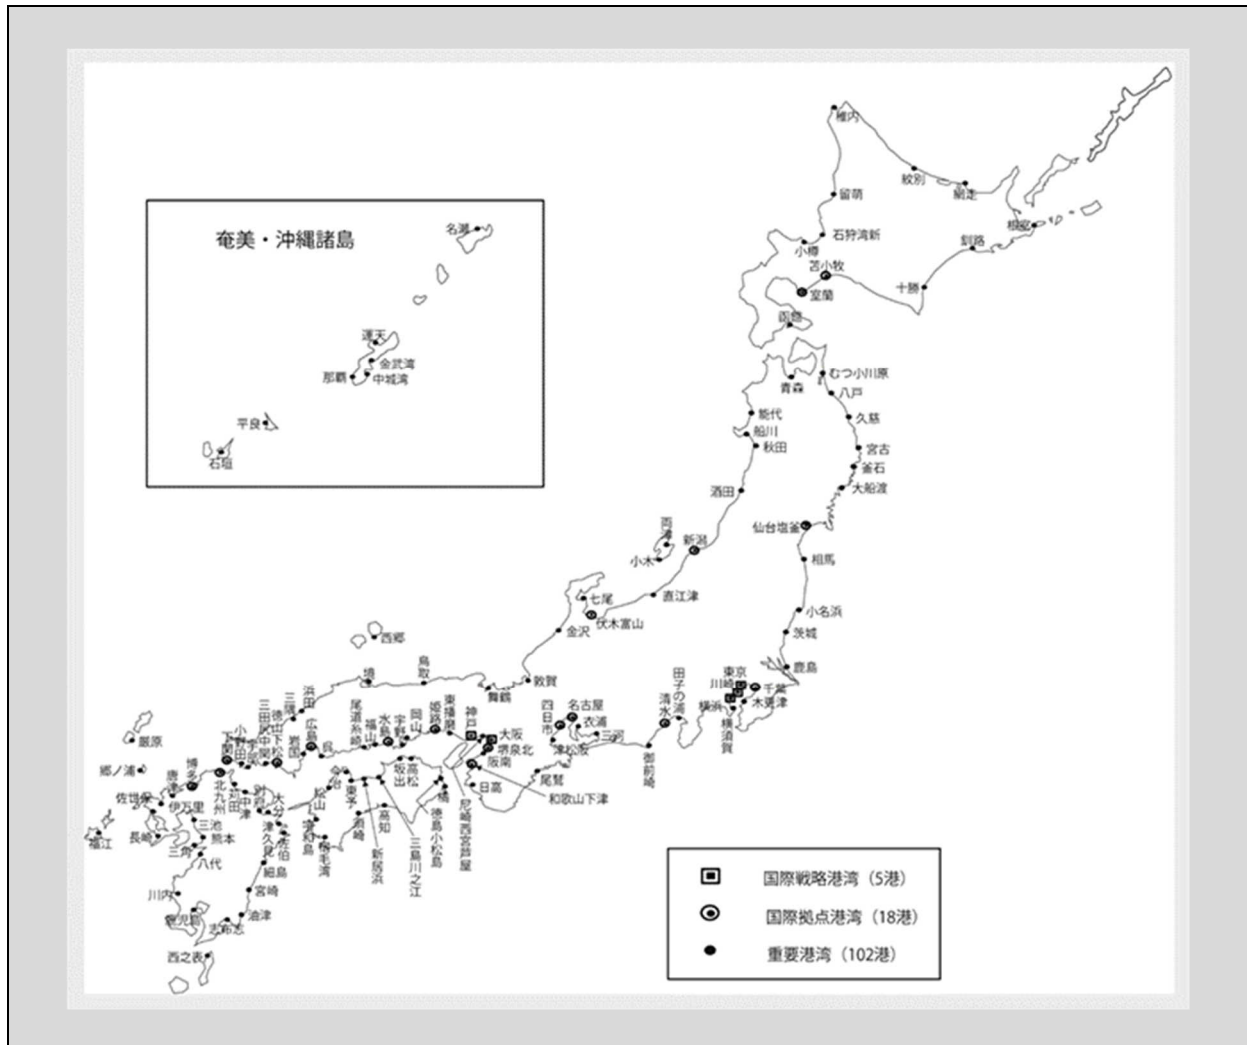 稚内
紋別
網走
留萌
根室
石狩湾新
釧路
小樽
苫小牧
十勝
室蘭
函館
奄美・沖縄諸島
名瀬
運天
金武湾
那覇
中城湾
平良
石垣
むつ小川原
青森
八戸
能代
久慈
船川
秋田
宮古
釜石
酒田
大船渡
仙台塩釜
両津
新潟
小木
相馬
七尾
直江津
伏木富山
小名浜
金沢
茨城
西郷
鹿島
東京
川崎
千葉
木更津
横浜
横須賀
田子の浦
清水
御前崎
敦賀
舞鶴
鳥取
境
浜田
三隅
四日市
名古屋
衣浦
三河
津松阪
尾鷲
神戸
大阪
堺泉北
阪南
和歌山下津
日高
尼崎西宮芦屋
東播磨
姫路
岡山
宇野
水島
福山
尾道糸崎
呉
広島
岩国
徳山下松
三田尻中関
宇部
小野田
下関
高松
坂出
今治
東予
松山
宇和島
宿毛湾
須崎
高知
新居浜
三島川之江
徳島小松島
橘
厳原
郷ノ浦
博多
唐津
北九州
苅田
中津
別府
大分
津久見
佐伯
佐世保
伊万里
三池
長崎
熊本
福江
三角
八代
細島
川内
宮崎
鹿児島
油津
志布志
西之表
国際戦略港湾（5港）
国際拠点港湾（18港）
重要港湾（102港）